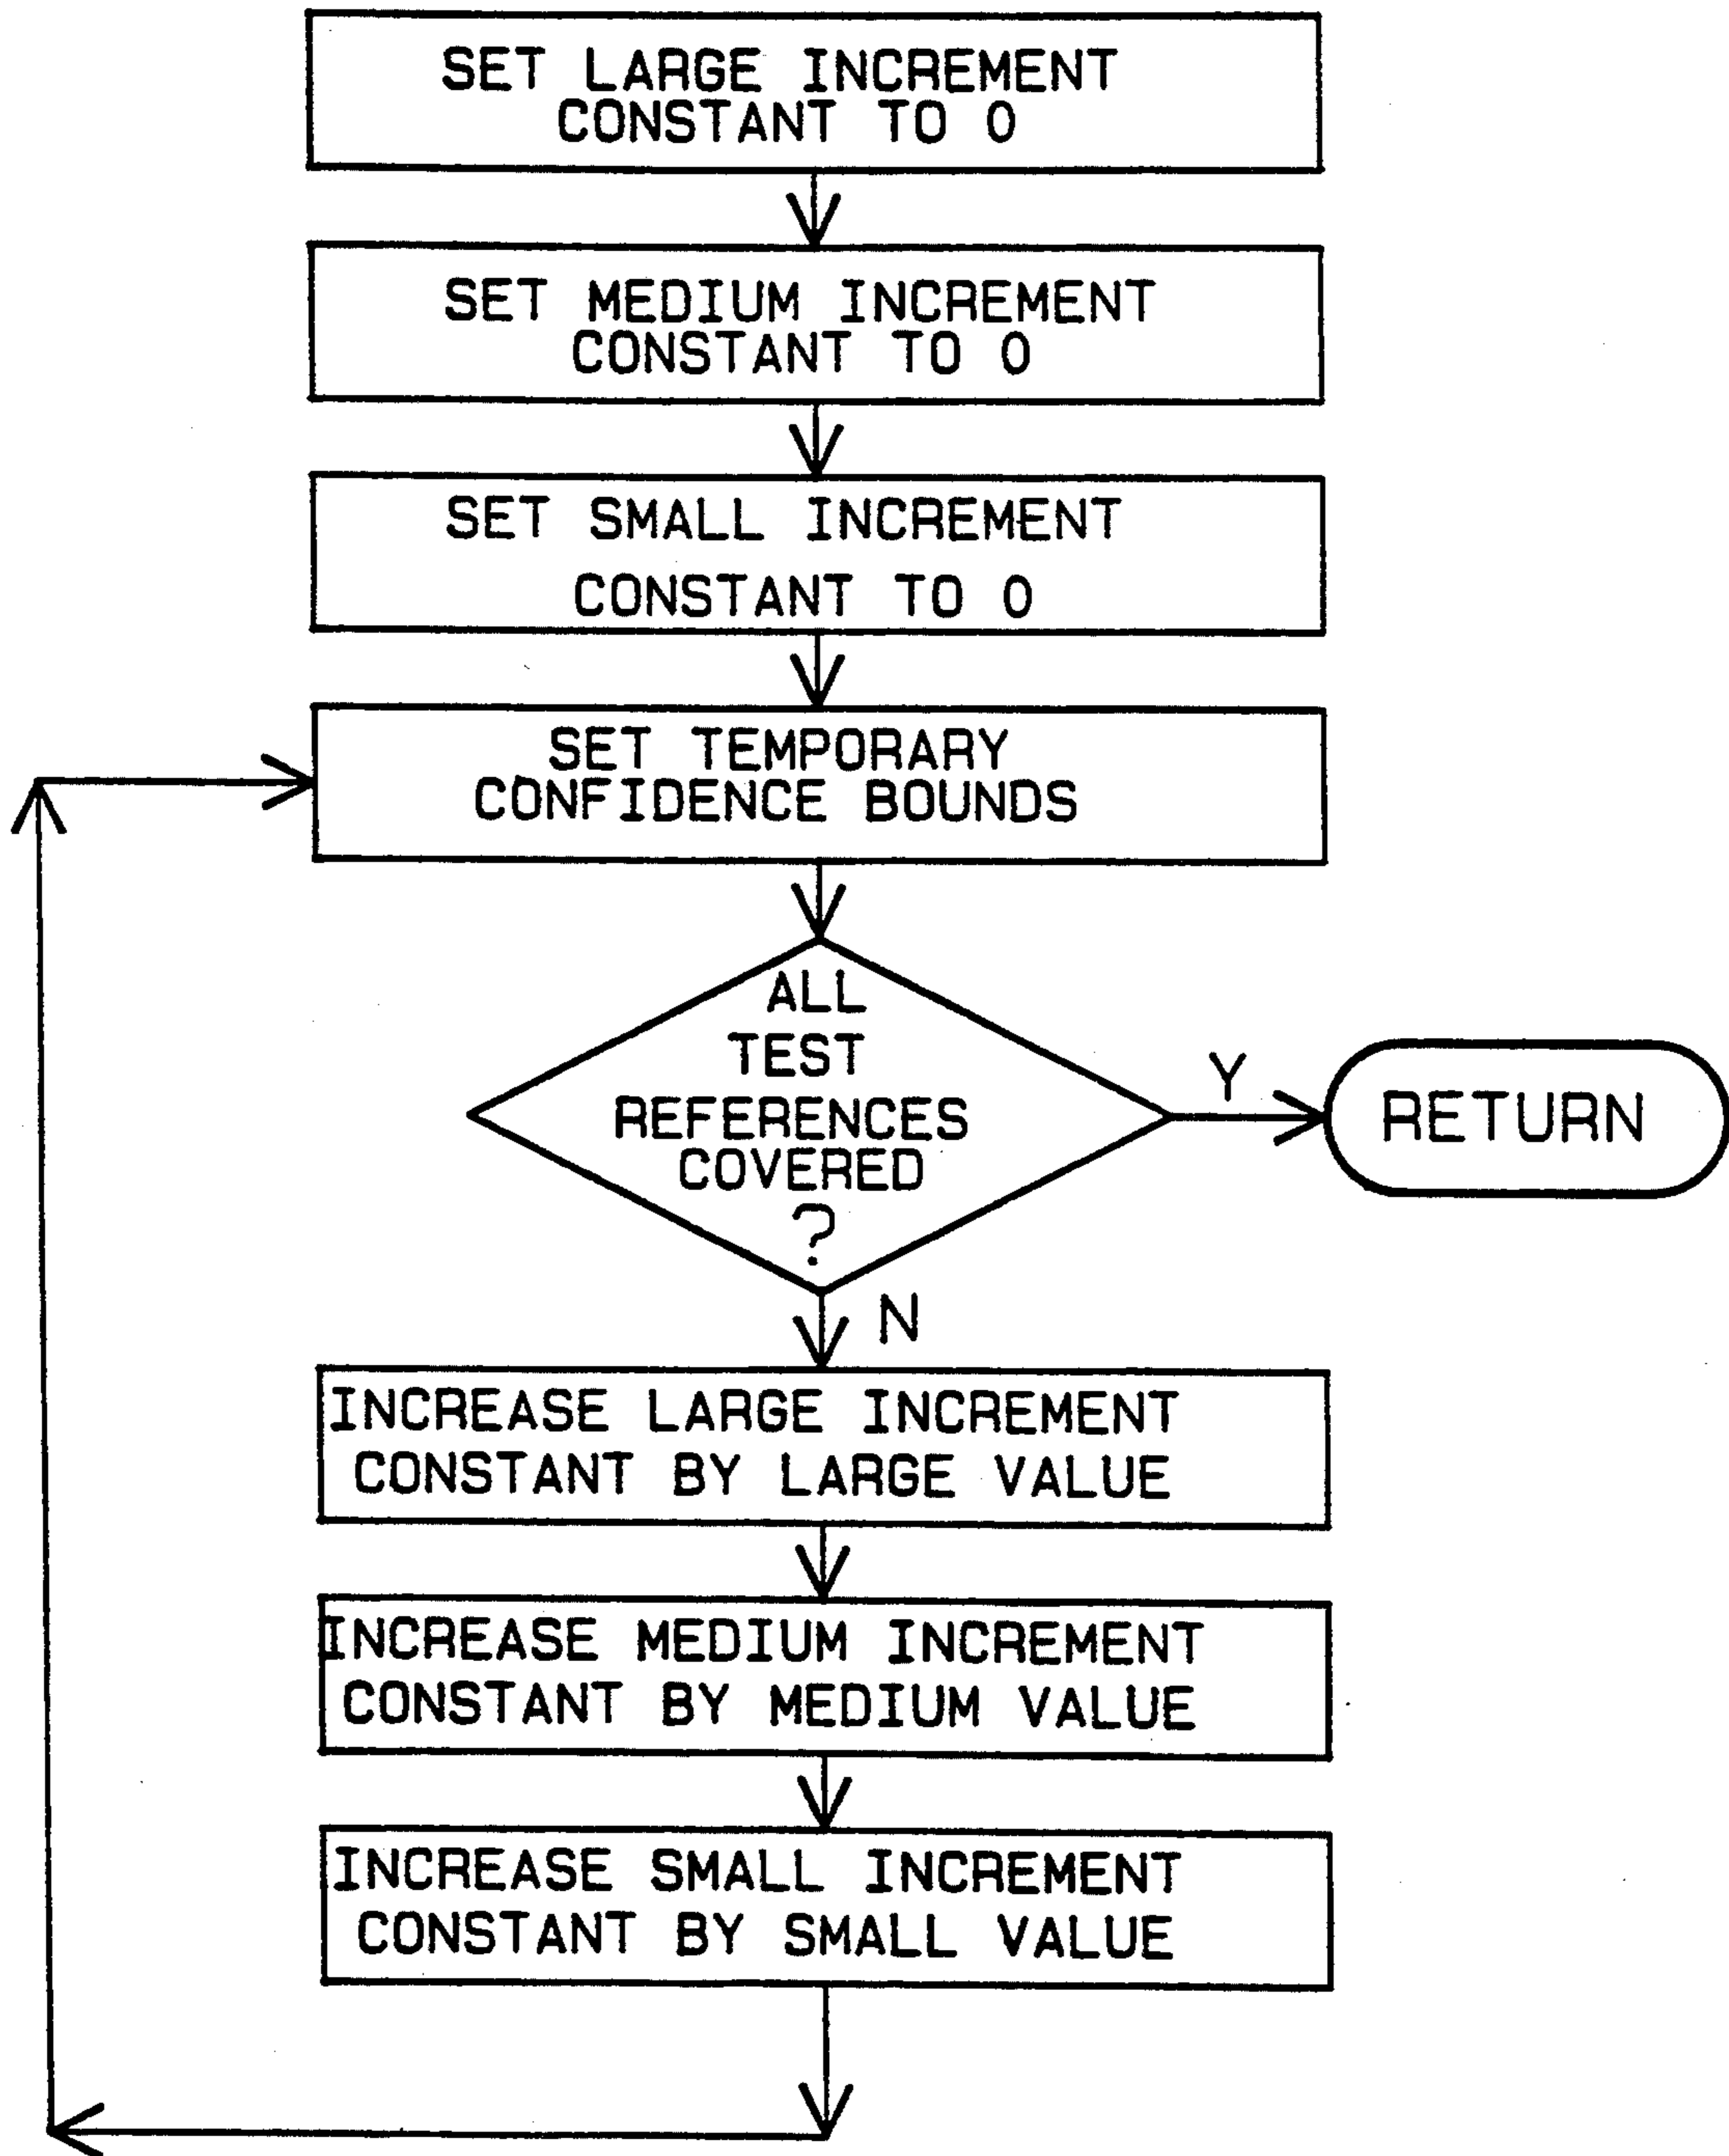 SET LARGE INCREMENT
CONSTANT TO 0
SET MEDIUM INCREMENT
CONSTANT TO 0
SET SMALL INCREMENT
CONSTANT TO 0
SET TEMPORARY
CONFIDENCE BOUNDS
ALL
TEST
REFERENCES
COVERED
?
Y
RETURN
N
INCREASE LARGE INCREMENT
CONSTANT BY LARGE VALUE
INCREASE MEDIUM INCREMENT
CONSTANT BY MEDIUM VALUE
INCREASE SMALL INCREMENT
CONSTANT BY SMALL VALUE